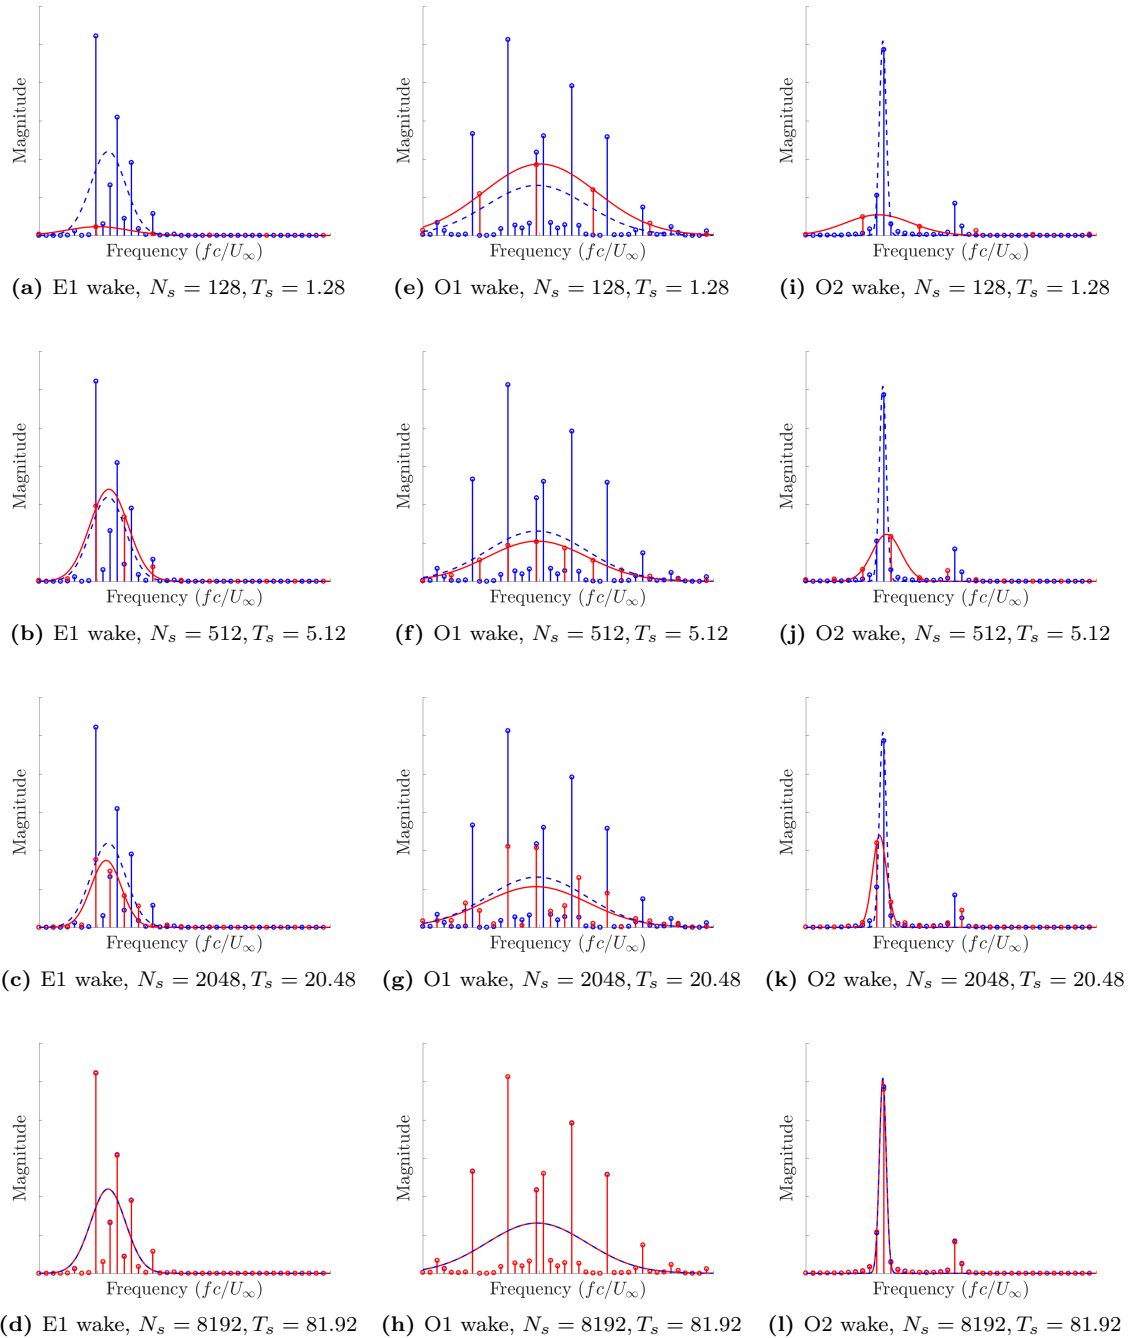 Magnitude Magnitude Magnitude
Frequency (fc/U∞) Frequency (fc/U∞) Frequency (fc/U∞)
(a) E1 wake, Ns = 128, Ts = 1.28 (e) O1 wake, Ns = 128, Ts = 1.28 (i) O2 wake, Ns = 128, Ts = 1.28
Magnitude Magnitude Magnitude
Frequency (fc/U∞) Frequency (fc/U∞) Frequency (fc/U∞)
(b) E1 wake, Ns = 512, Ts = 5.12 (f) O1 wake, Ns = 512, Ts = 5.12 (j) O2 wake, Ns = 512, Ts = 5.12
Magnitude Magnitude Magnitude
Frequency (fc/U∞) Frequency (fc/U∞) Frequency (fc/U∞)
(c) E1 wake, Ns = 2048, Ts = 20.48 (g) O1 wake, Ns = 2048, Ts = 20.48 (k) O2 wake, Ns = 2048, Ts = 20.48
Magnitude Magnitude Magnitude
Frequency (fc/U∞) Frequency (fc/U∞) Frequency (fc/U∞)
(d) E1 wake, Ns = 8192, Ts = 81.92 (h) O1 wake, Ns = 8192, Ts = 81.92 (l) O2 wake, Ns = 8192, Ts = 81.92